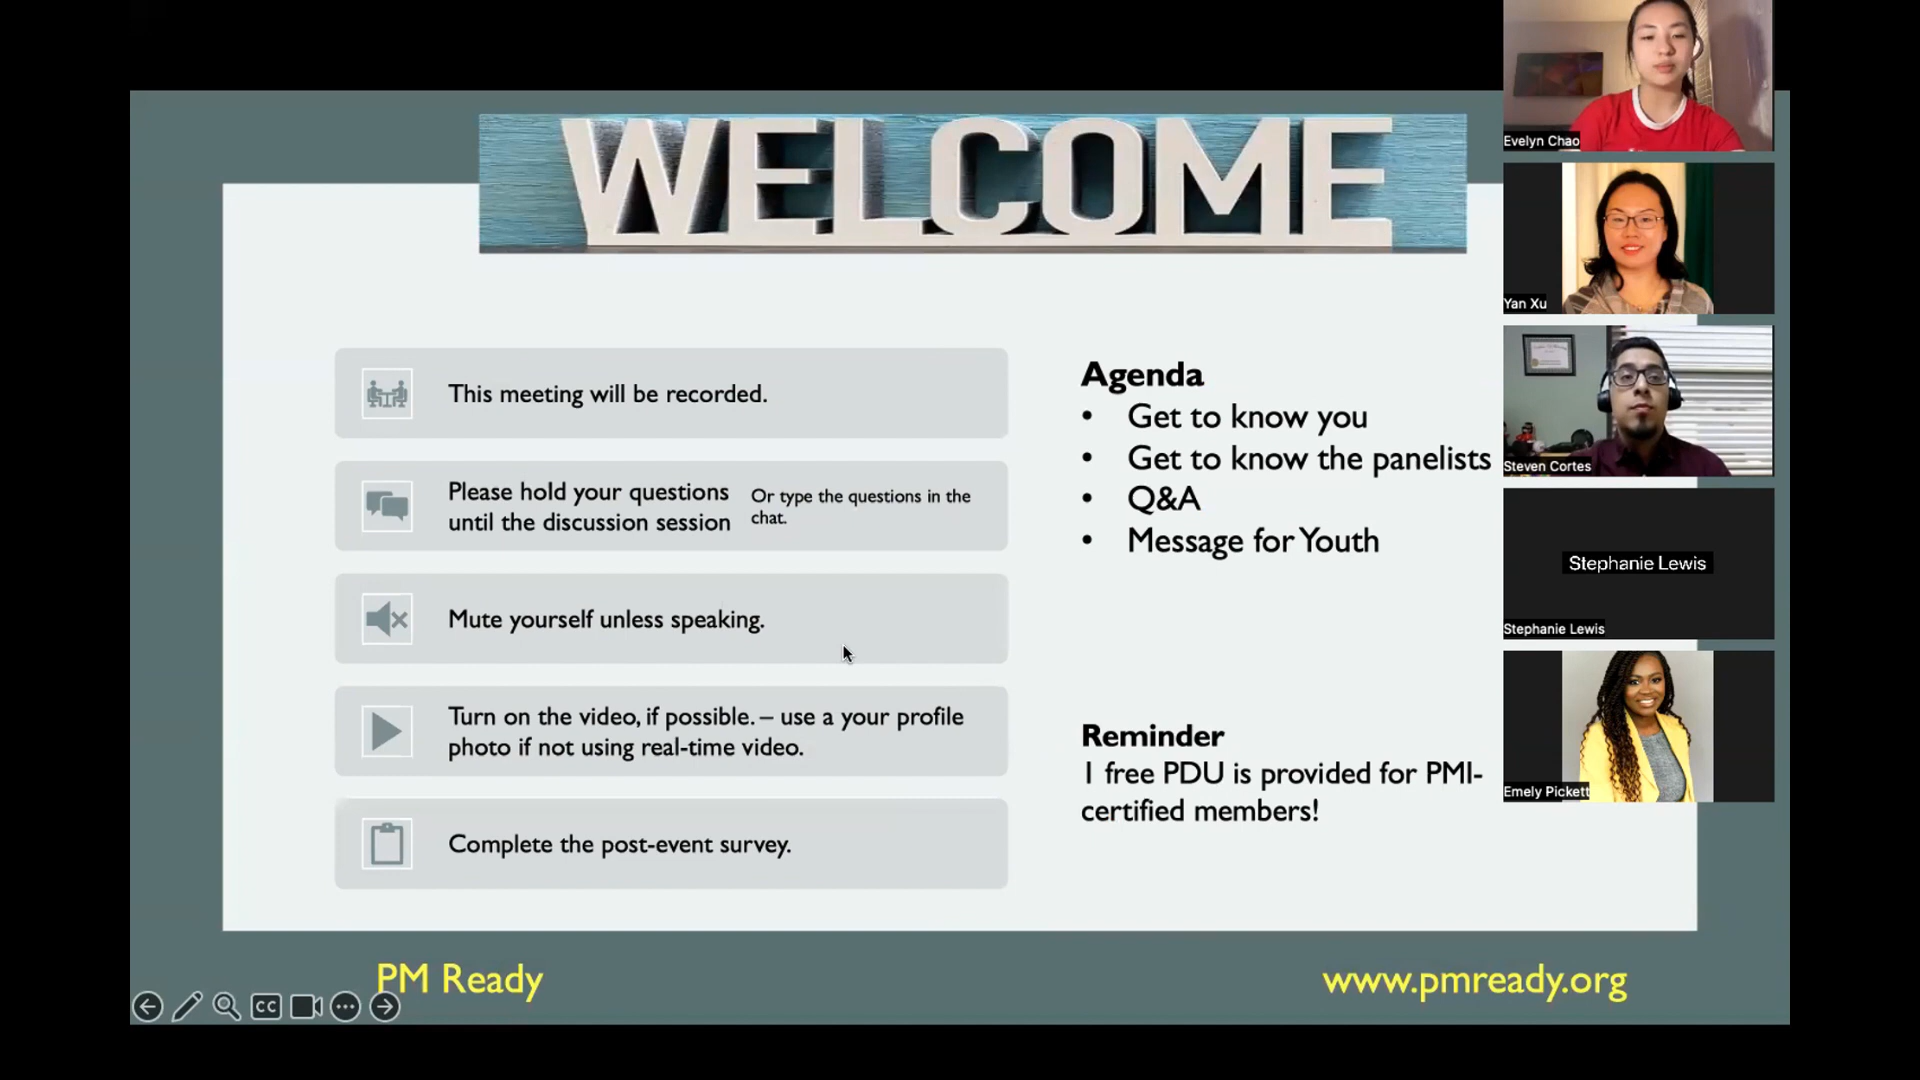 WELCOME
This meeting will be recorded.
Please hold your questions
until the discussion session
Or type the questions in the
chat.
Mute yourself unless speaking.
Turn on the video, if possible. – use a your profile
photo if not using real-time video.
Complete the post-event survey.
Agenda
• Get to know you
• Get to know the panelists
• Q&A
• Message for Youth
Reminder
1 free PDU is provided for PMI-
certified members!
PM Ready
www.pmready.org
CC
Evelyn Chao
Yan Xu
Steven Cortes
Stephanie Lewis
Stephanie Lewis
Emely Pickett